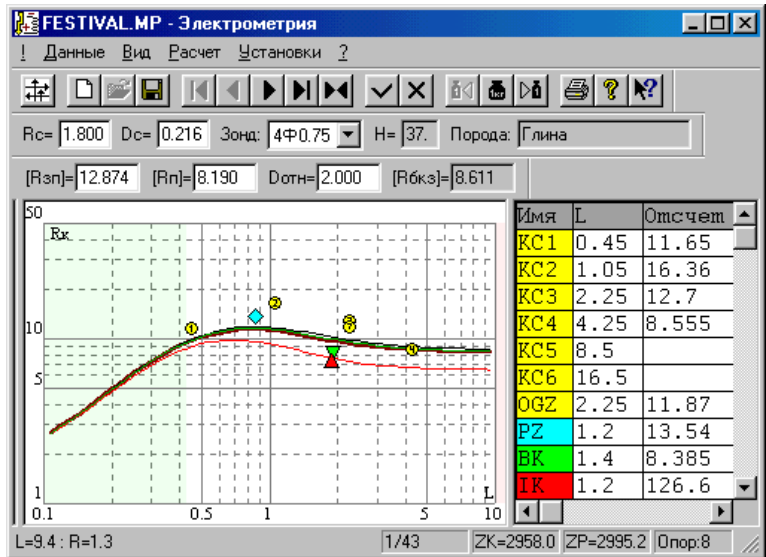 FESTIVAL.MP - Электрометрия
! Данные Вид Расчет Установки ?
1кг
Rc= 1.800 Dc= 0.216 Зонд: 4Ф0.75 H= 37. Порода: Глина
[Rзп]= 12.874 [Rп]= 8.190 Dотн= 2.000 [Rбкз]= 8.611
50
Rк
10
5
1
0.1 0.5 1 5 10
L
1
2
4
Имя L Отсчет
КС1 0.45 11.65
КС2 1.05 16.36
КС3 2.25 12.7
КС4 4.25 8.555
КС5 8.5
КС6 16.5
OGZ 2.25 11.87
PZ 1.2 13.54
BK 1.4 8.385
IK 1.2 126.6
L=9.4 : R=1.3 1/43 ZK=2958.0 ZP=2995.2 Опор:8